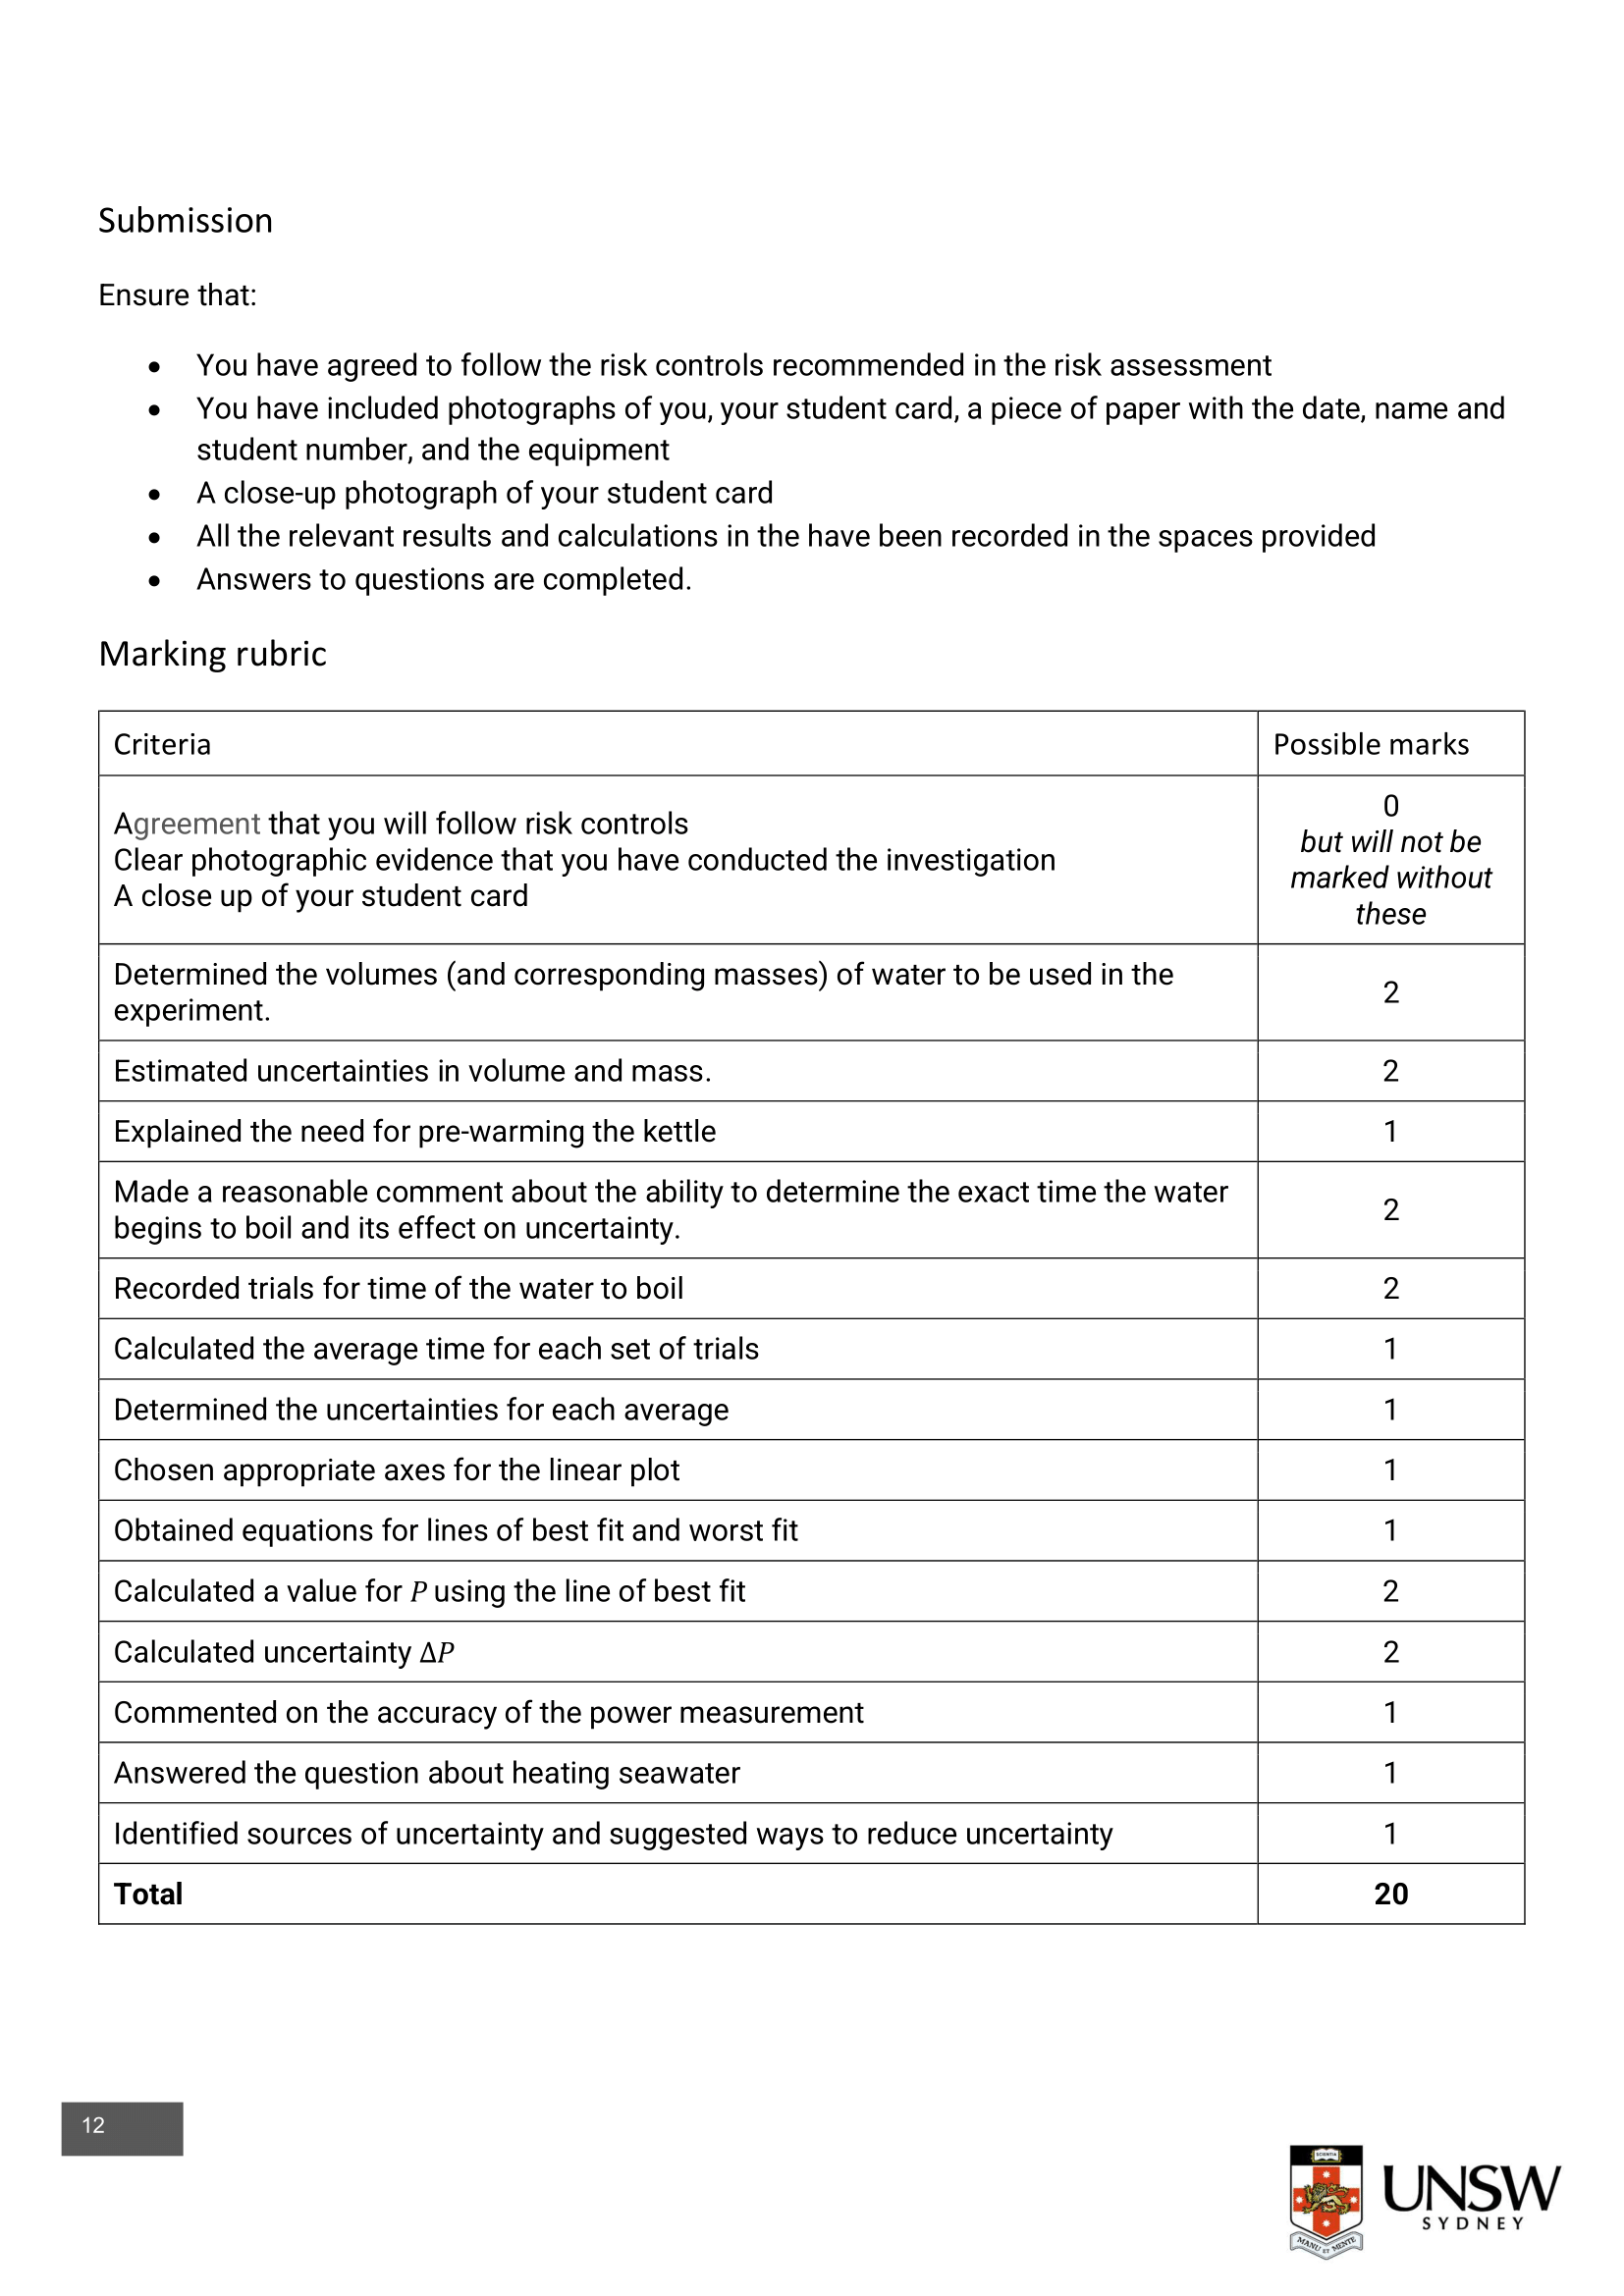 Submission
Ensure that:
• You have agreed to follow the risk controls recommended in the risk assessment
• You have included photographs of you, your student card, a piece of paper with the date, name and
student number, and the equipment
• A close-up photograph of your student card
• All the relevant results and calculations in the have been recorded in the spaces provided
• Answers to questions are completed.
Marking rubric
Criteria Possible marks
Agreement that you will follow risk controls
Clear photographic evidence that you have conducted the investigation
A close up of your student card
0
but will not be
marked without
these
Determined the volumes (and corresponding masses) of water to be used in the
experiment.
2
Estimated uncertainties in volume and mass. 2
Explained the need for pre-warming the kettle 1
Made a reasonable comment about the ability to determine the exact time the water
begins to boil and its effect on uncertainty.
2
Recorded trials for time of the water to boil 2
Calculated the average time for each set of trials 1
Determined the uncertainties for each average 1
Chosen appropriate axes for the linear plot 1
Obtained equations for lines of best fit and worst fit 1
Calculated a value for P using the line of best fit 2
Calculated uncertainty ΔP 2
Commented on the accuracy of the power measurement 1
Answered the question about heating seawater 1
Identified sources of uncertainty and suggested ways to reduce uncertainty 1
Total 20
12
SCIENTIA
MANU ET MENTE
UNSW
SYDNEY